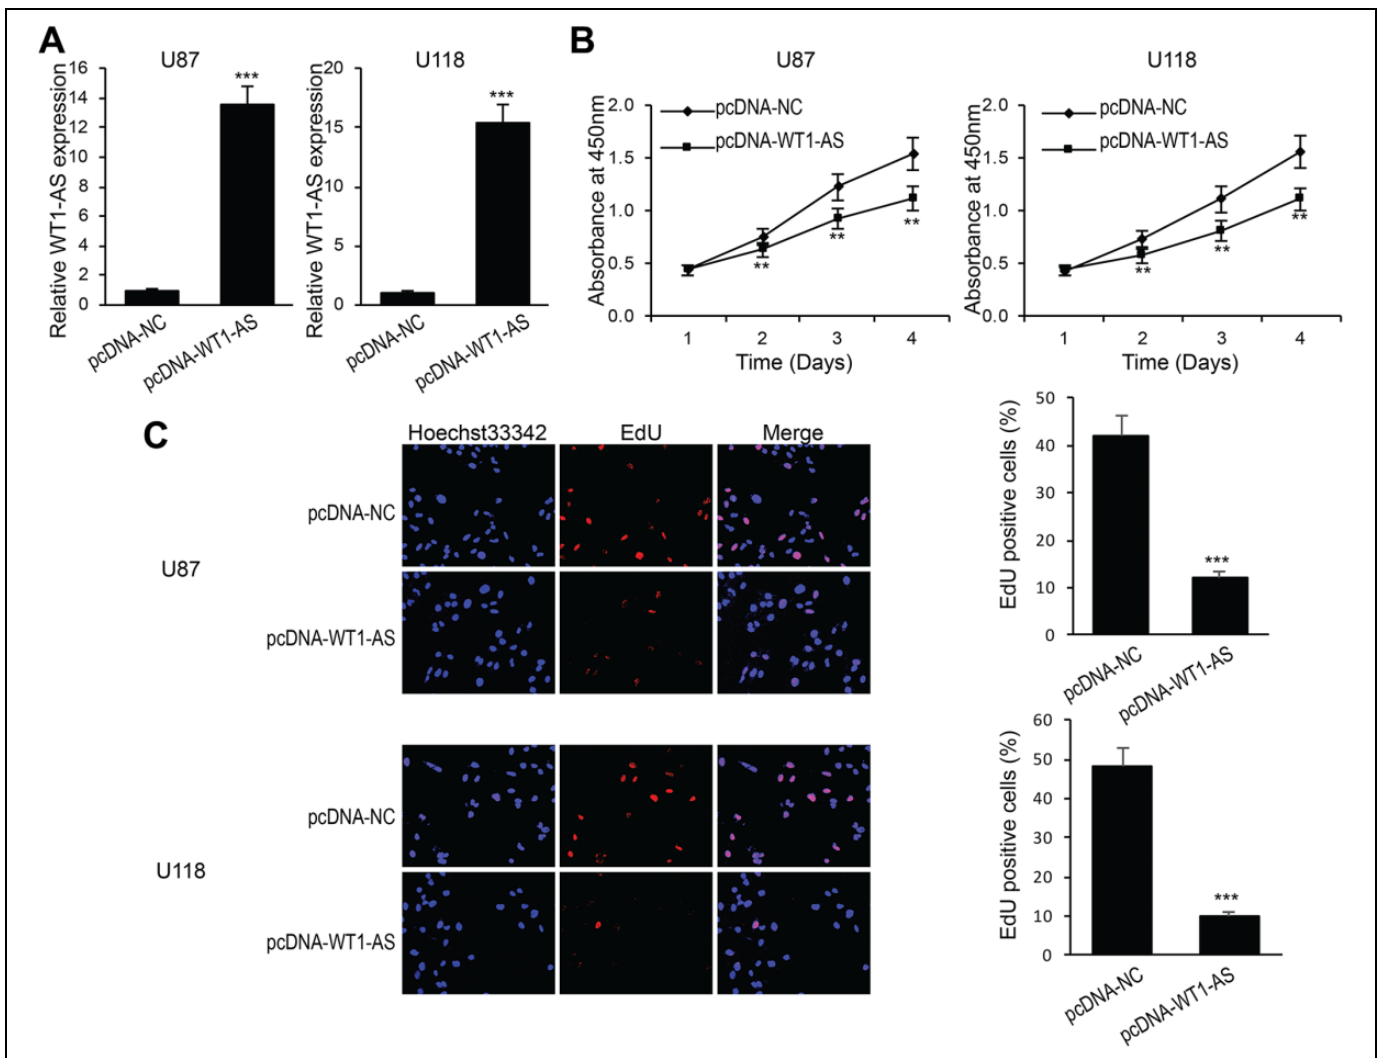 A
U87
U118
Relative WT1-AS expression
16
14
12
10
8
6
4
2
0
***
pcDNA-NC
pcDNA-WT1-AS
Relative WT1-AS expression
20
15
10
5
0
***
pcDNA-NC
pcDNA-WT1-AS
B
U87
U118
Absorbance at 450nm
2.0
1.5
1.0
0.5
0.0
pcDNA-NC
pcDNA-WT1-AS
**
**
**
1 2 3 4
Time (Days)
Absorbance at 450nm
2.0
1.5
1.0
0.5
0.0
pcDNA-NC
pcDNA-WT1-AS
**
**
**
1 2 3 4
Time (Days)
C
Hoechst33342 EdU Merge
U87
pcDNA-NC
pcDNA-WT1-AS
EdU positive cells (%)
50
40
30
20
10
0
***
pcDNA-NC
pcDNA-WT1-AS
U118
pcDNA-NC
pcDNA-WT1-AS
EdU positive cells (%)
60
50
40
30
20
10
0
***
pcDNA-NC
pcDNA-WT1-AS